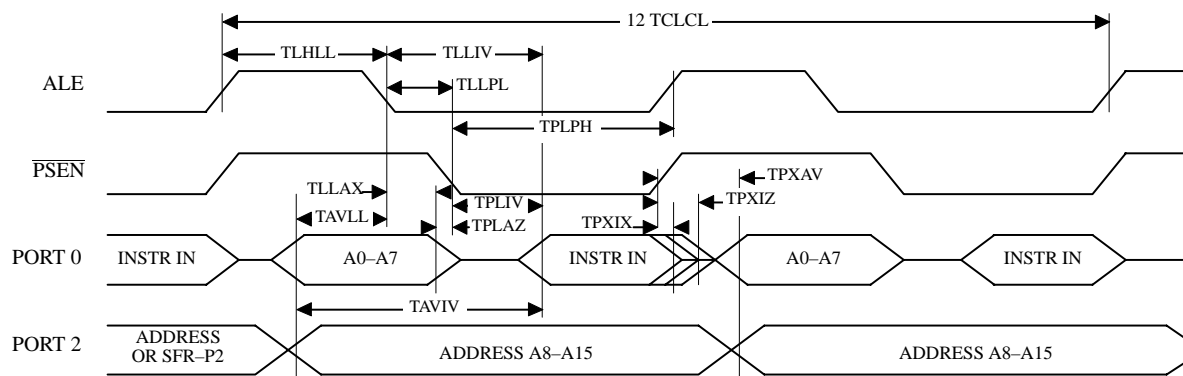 12 TCLCL
TLHLL
TLLIV
ALE
TLLPL
TPLPH
PSEN
TLLAX
TPXAV
TAVLL
TPLIV
TPXIZ
TPLAZ
TPXIX
PORT 0
INSTR IN
A0–A7
INSTR IN
A0–A7
INSTR IN
TAVIV
PORT 2
ADDRESS
OR SFR–P2
ADDRESS A8–A15
ADDRESS A8–A15